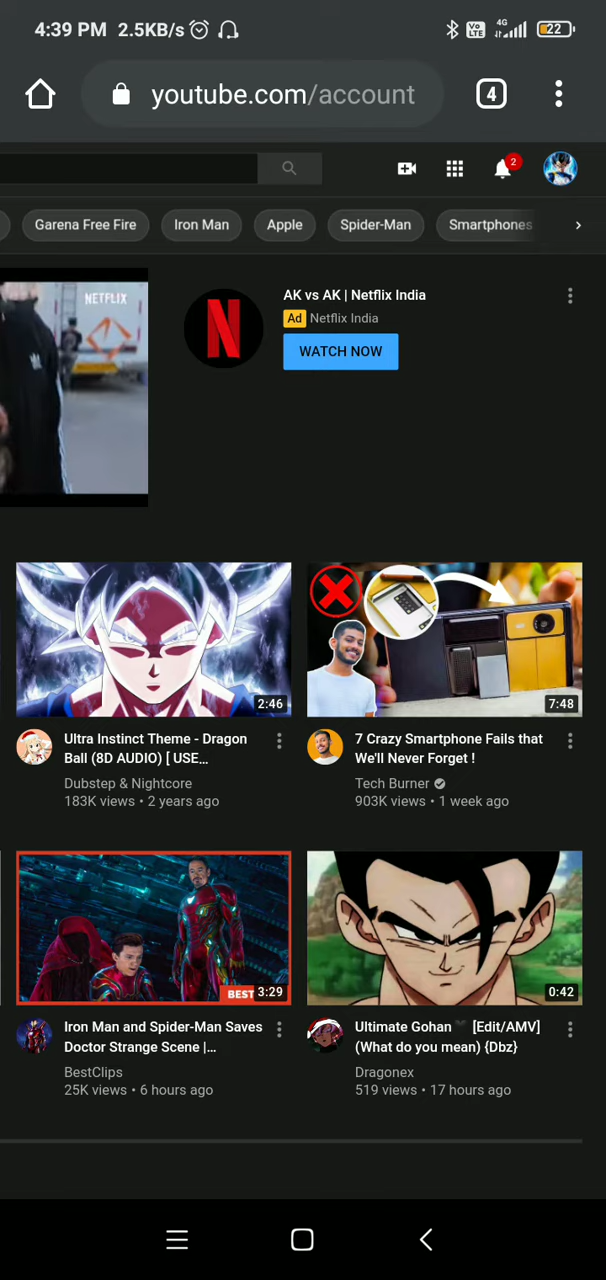 4:39 PM 2.5KB/s Vo LTE 4G 22
youtube.com/account 4
2
Garena Free Fire Iron Man Apple Spider-Man Smartphones
NETFLIX
AK vs AK | Netflix India
Ad Netflix India
WATCH NOW
2:46
7:48
Ultra Instinct Theme - Dragon
Ball (8D AUDIO) [ USE...
Dubstep & Nightcore
183K views • 2 years ago
7 Crazy Smartphone Fails that
We'll Never Forget !
Tech Burner
903K views • 1 week ago
BEST 3:29
0:42
Iron Man and Spider-Man Saves
Doctor Strange Scene |...
BestClips
25K views • 6 hours ago
Ultimate Gohan🖤 [Edit/AMV]
(What do you mean) {Dbz}
Dragonex
519 views • 17 hours ago